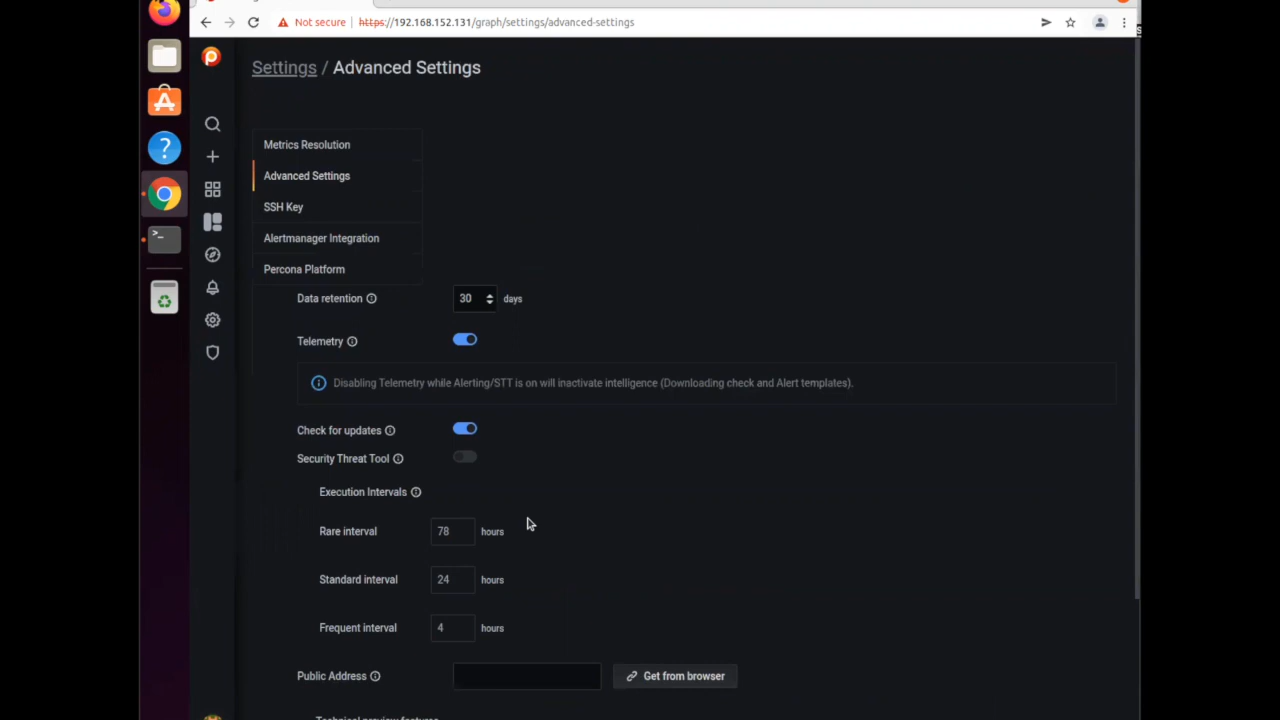 Not secure | https://192.168.152.131/graph/settings/advanced-settings
Settings / Advanced Settings
Metrics Resolution
Advanced Settings
SSH Key
Alertmanager Integration
Percona Platform
Data retention 30 days
Telemetry
Disabling Telemetry while Alerting/STT is on will inactivate intelligence (Downloading check and Alert templates).
Check for updates
Security Threat Tool
Execution Intervals
Rare interval 78 hours
Standard interval 24 hours
Frequent interval 4 hours
Public Address Get from browser
Technical preview features